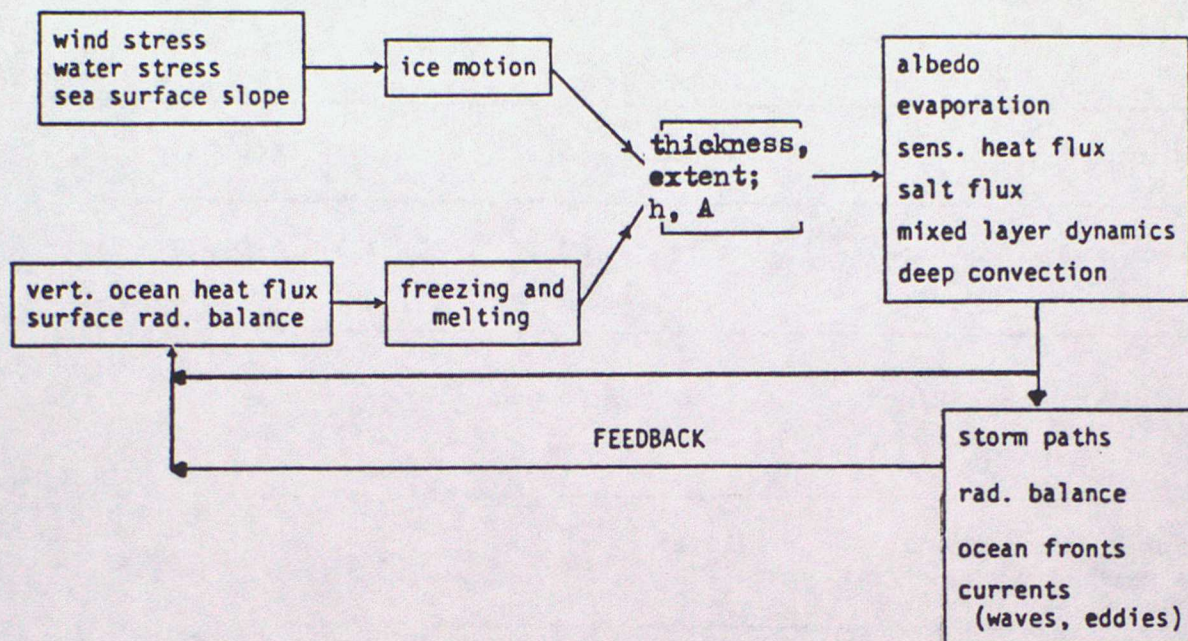 wind stress
water stress
sea surface slope
ice motion
thickness,
extent;
h, A
albedo
evaporation
sens. heat flux
salt flux
mixed layer dynamics
deep convection
vert. ocean heat flux
surface rad. balance
freezing and
melting
FEEDBACK
storm paths
rad. balance
ocean fronts
currents
(waves, eddies)